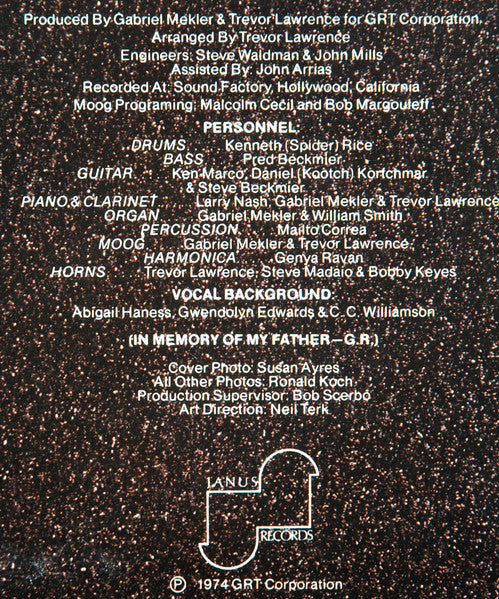 Produced By Gabriel Mekler & Trevor Lawrence for GRT Corporation.
Arranged By Trevor Lawrence
Engineers: Steve Waldman & John Mills
Assisted By: John Arrias
Recorded At: Sound Factory, Hollywood, California
Moog Programing: Malcolm Cecil and Bob Margouleff
PERSONNEL:
DRUMS Kenneth (Spider) Rice
BASS Pred Beckmier
GUITAR Ken Marco, Daniel (Kootch) Kortchmar
& Steve Beckmier
PIANO & CLARINET Larry Nash, Gabriel Mekler & Trevor Lawrence
ORGAN Gabriel Mekler & William Smith
PERCUSSION Mailto Correa
MOOG Gabriel Mekler & Trevor Lawrence
HARMONICA Genya Ravan
HORNS Trevor Lawrence, Steve Madaio & Bobby Keyes
VOCAL BACKGROUND:
Abigail Haness, Gwendolyn Edwards & C. C. Williamson
(IN MEMORY OF MY FATHER—G.R.)
Cover Photo: Susan Ayres
All Other Photos: Ronald Koch
Production Supervisor: Bob Scerbo
Art Direction: Neil Terk
JANUS
RECORDS
℗ 1974 GRT Corporation